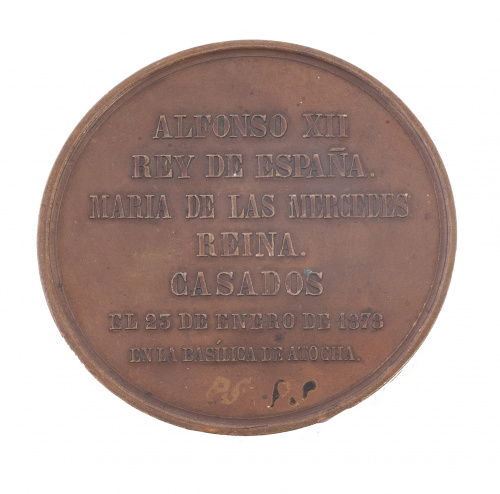 ALFONSO XII
REY DE ESPAÑA.
MARIA DE LAS MERCEDES
REINA.
CASADOS
EL 23 DE ENERO DE 1878
EN LA BASÍLICA DE ATOCHA.